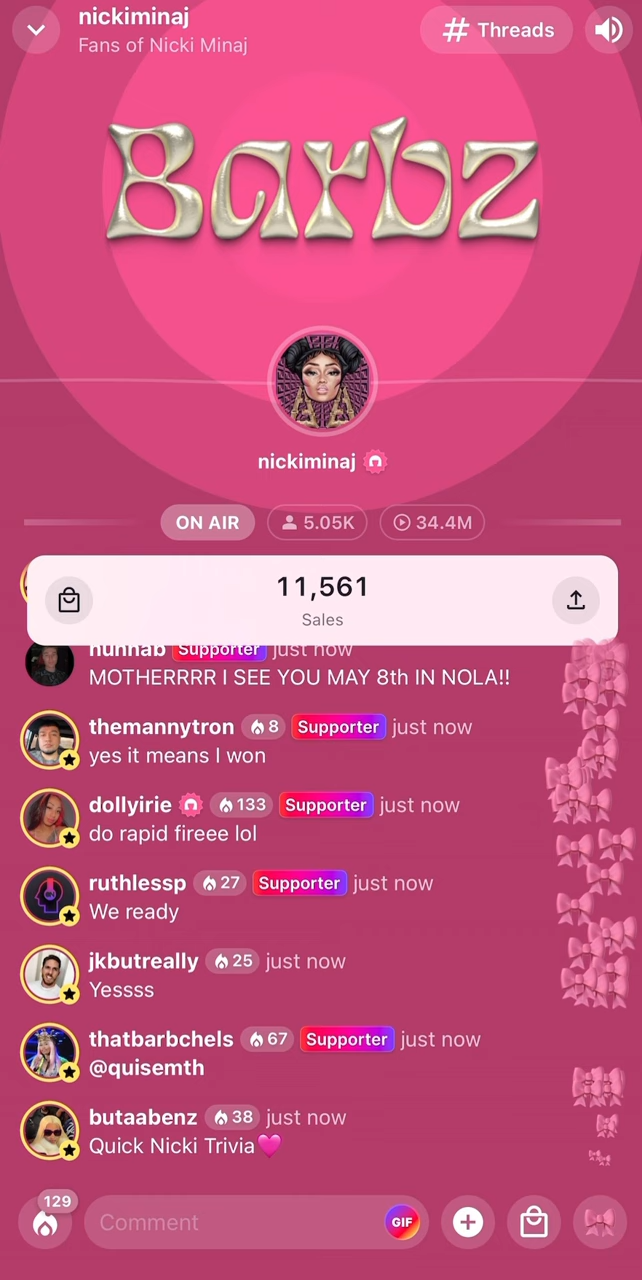 nickiminaj
Fans of Nicki Minaj
Threads
Barbz
nickiminaj
ON AIR 5.05K 34.4M
11,561
Sales
nunnab Supporter just now
MOTHERRRR I SEE YOU MAY 8th IN NOLA!!
themannytron 8 Supporter just now
yes it means I won
dollyirie 133 Supporter just now
do rapid fireee lol
ruthlessp 27 Supporter just now
We ready
jkbutreally 25 just now
Yessss
thatbarbchels 67 Supporter just now
@quisemth
butaabenz 38 just now
Quick Nicki Trivia
129
Comment
GIF